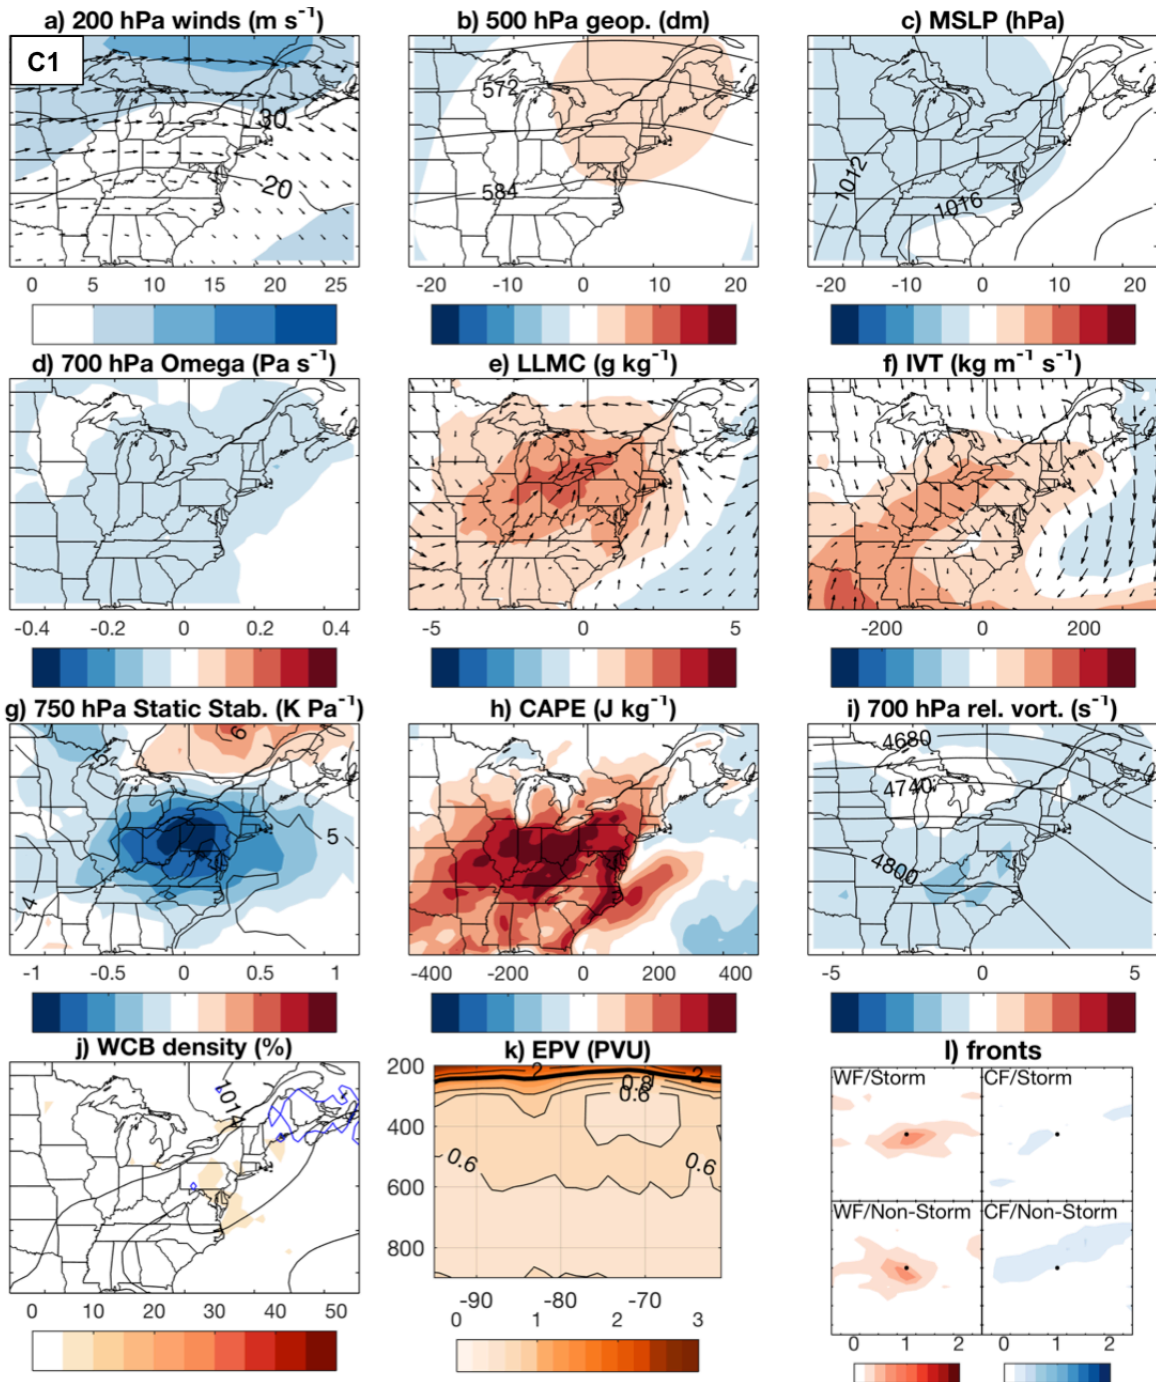 a) 200 hPa winds (m s⁻¹)
b) 500 hPa geop. (dm)
c) MSLP (hPa)
C1
30
20
572
584
1012
1016
0 5 10 15 20 25
-20 -10 0 10 20
-20 -10 0 10 20
d) 700 hPa Omega (Pa s⁻¹)
e) LLMC (g kg⁻¹)
f) IVT (kg m⁻¹ s⁻¹)
-0.4 -0.2 0 0.2 0.4
-5 0 5
-200 0 200
g) 750 hPa Static Stab. (K Pa⁻¹)
h) CAPE (J kg⁻¹)
i) 700 hPa rel. vort. (s⁻¹)
6
5
5
4
4680
4740
4800
-1 -0.5 0 0.5 1
-400 -200 0 200 400
-5 0 5
j) WCB density (%)
k) EPV (PVU)
l) fronts
1014
200
400
600
800
2
2
0.8
0.6
0.6
0.6
WF/Storm
CF/Storm
WF/Non-Storm
CF/Non-Storm
0 10 20 30 40 50
-90 -80 -70
0 1 2 3
0 1 2
0 1 2